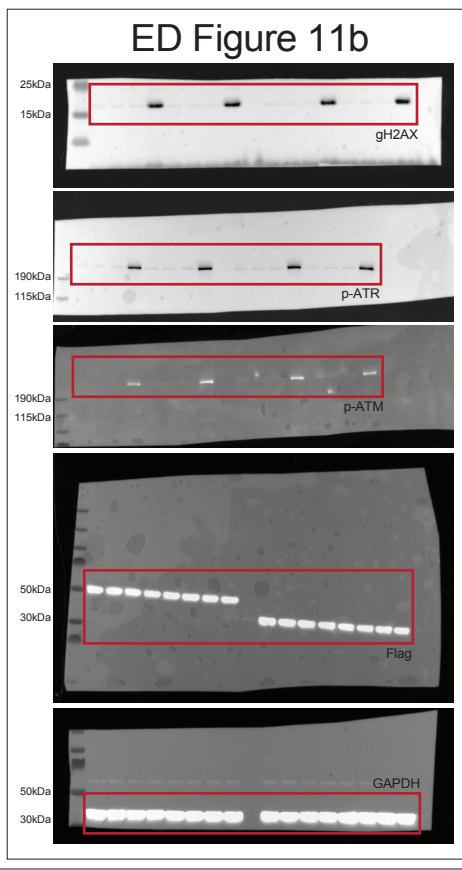 ED Figure 11b
25kDa
15kDa
gH2AX
190kDa
115kDa
p-ATR
190kDa
115kDa
p-ATM
50kDa
30kDa
Flag
GAPDH
50kDa
30kDa